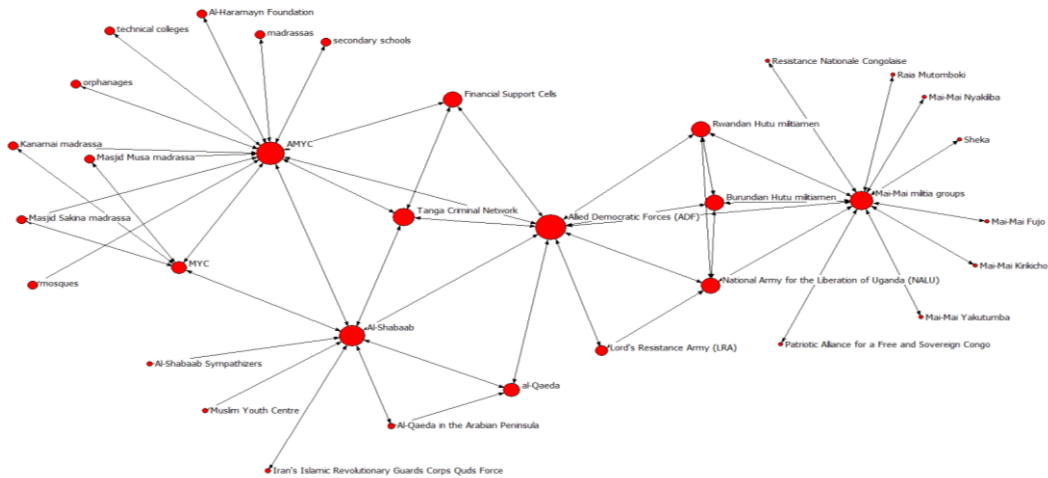 Al-Haramayn Foundation
technical colleges
madrassas
secondary schools
orphanages
Financial Support Cells
Kanamai madrassa
AMYC
Masjid Musa madrassa
Masjid Sakina madrassa
Tanga Criminal Network
MYC
mosques
Allied Democratic Forces (ADF)
Al-Shabaab
Al-Shabaab Sympathizers
al-Qaeda
Muslim Youth Centre
Al-Qaeda in the Arabian Peninsula
Iran's Islamic Revolutionary Guards Corps Quds Force
Resistance Nationale Congolaise
Raia Mutomboki
Mai-Mai Nyakiliba
Rwandan Hutu militiamen
Sheka
Mai-Mai militia groups
Burundian Hutu militiamen
Mai-Mai Fujo
Mai-Mai Kirikicho
National Army for the Liberation of Uganda (NALU)
Mai-Mai Yakutumba
Lord's Resistance Army (LRA)
Patriotic Alliance for a Free and Sovereign Congo